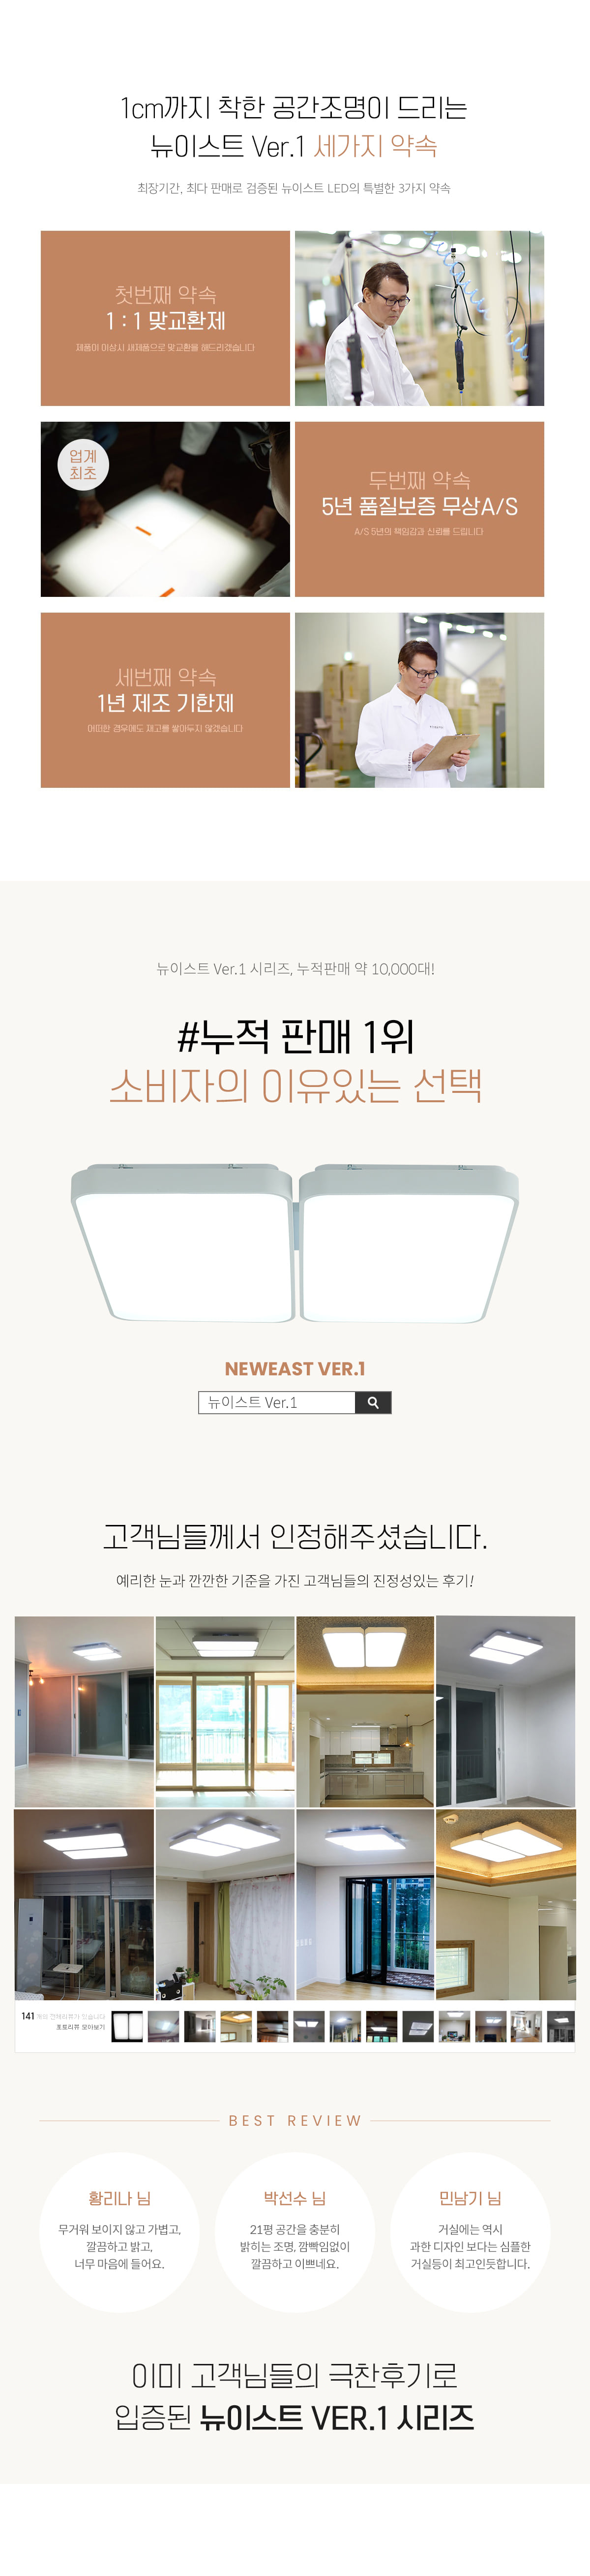 1cm까지 착한 공간조명이 드리는
뉴이스트 Ver.1 세가지 약속
최장기간, 최다 판매로 검증된 뉴이스트 LED의 특별한 3가지 약속
첫번째 약속
1 : 1 맞교환제
제품이 이상시 새제품으로 맞교환을 해드리겠습니다
업계
최초
두번째 약속
5년 품질보증 무상A/S
A/S 5년의 책임감과 신뢰를 드립니다
세번째 약속
1년 제조 기한제
어떠한 경우에도 재고를 쌓아두지 않겠습니다
뉴이스트 Ver.1 시리즈, 누적판매 약 10,000대!
#누적 판매 1위
소비자의 이유있는 선택
NEWEAST VER.1
뉴이스트 Ver.1
고객님들께서 인정해주셨습니다.
예리한 눈과 깐깐한 기준을 가진 고객님들의 진정성있는 후기!
141 개의 전체리뷰가 있습니다
포토리뷰 모아보기
BEST REVIEW
황리나 님
무거워 보이지 않고 가볍고,
깔끔하고 밝고,
너무 마음에 들어요.
박선수 님
21평 공간을 충분히
밝히는 조명, 깜빡임없이
깔끔하고 이쁘네요.
민남기 님
거실에는 역시
과한 디자인 보다는 심플한
거실등이 최고인듯합니다.
이미 고객님들의 극찬후기로
입증된 뉴이스트 VER.1 시리즈